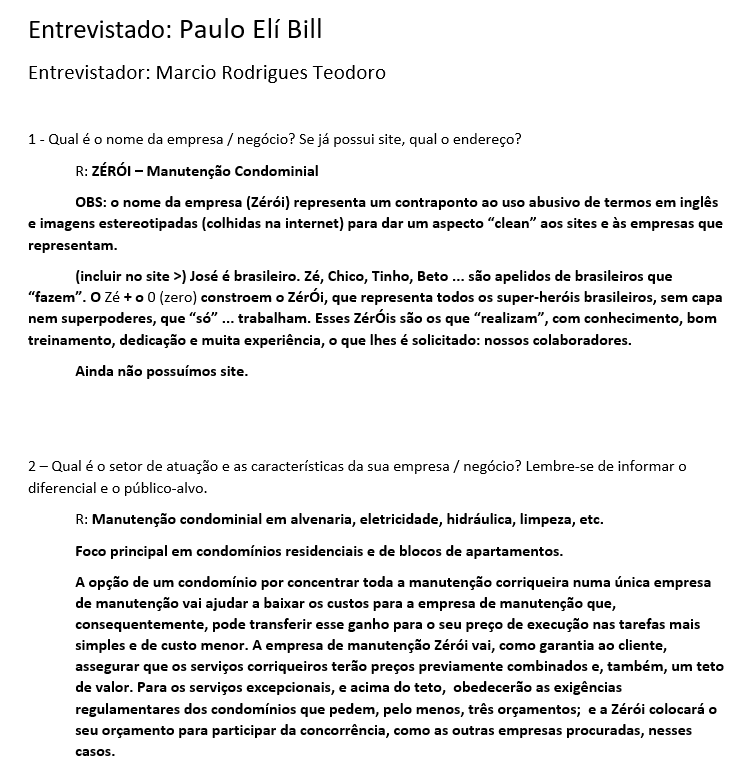 Entrevistado: Paulo Elí Bill
Entrevistador: Marcio Rodrigues Teodoro
1 - Qual é o nome da empresa / negócio? Se já possui site, qual o endereço?
R: ZÉRÓI – Manutenção Condominial
OBS: o nome da empresa (Zérói) representa um contraponto ao uso abusivo de termos em inglês
e imagens estereotipadas (colhidas na internet) para dar um aspecto “clean” aos sites e às empresas que
representam.
(incluir no site >) José é brasileiro. Zé, Chico, Tinho, Beto ... são apelidos de brasileiros que
“fazem”. O Zé + o 0 (zero) constroem o ZérÓi, que representa todos os super-heróis brasileiros, sem capa
nem superpoderes, que “só” ... trabalham. Esses ZérÓis são os que “realizam”, com conhecimento, bom
treinamento, dedicação e muita experiência, o que lhes é solicitado: nossos colaboradores.
Ainda não possuímos site.
2 – Qual é o setor de atuação e as características da sua empresa / negócio? Lembre-se de informar o
diferencial e o público-alvo.
R: Manutenção condominial em alvenaria, eletricidade, hidráulica, limpeza, etc.
Foco principal em condomínios residenciais e de blocos de apartamentos.
A opção de um condomínio por concentrar toda a manutenção corriqueira numa única empresa
de manutenção vai ajudar a baixar os custos para a empresa de manutenção que,
consequentemente, pode transferir esse ganho para o seu preço de execução nas tarefas mais
simples e de custo menor. A empresa de manutenção Zérói vai, como garantia ao cliente,
assegurar que os serviços corriqueiros terão preços previamente combinados e, também, um teto
de valor. Para os serviços excepcionais, e acima do teto,  obedecerão as exigências
regulamentares dos condomínios que pedem, pelo menos, três orçamentos;  e a Zérói colocará o
seu orçamento para participar da concorrência, como as outras empresas procuradas, nesses
casos.